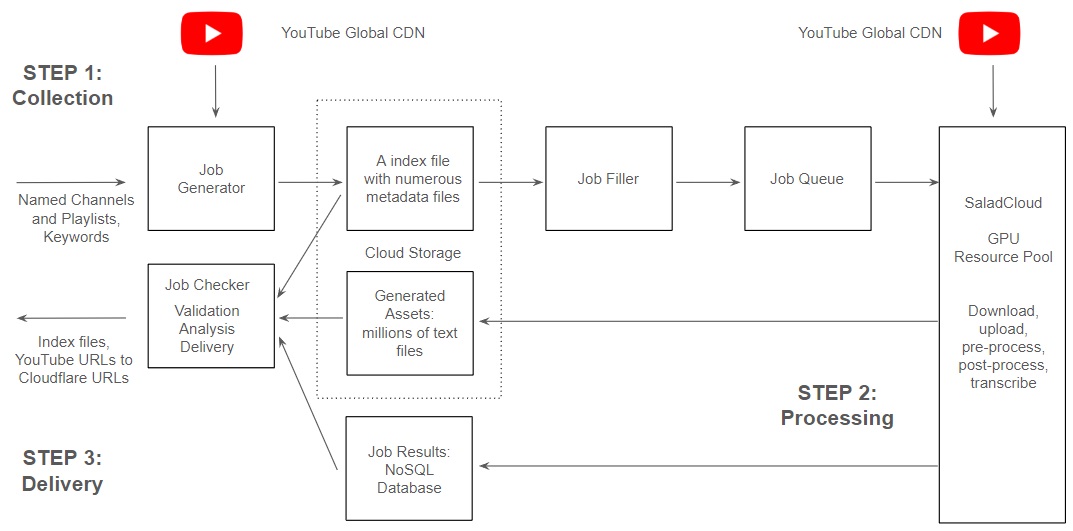 YouTube Global CDN
YouTube Global CDN
STEP 1:
Collection
Named Channels
and Playlists,
Keywords
Job
Generator
A index file
with numerous
metadata files
Job Filler
Job Queue
SaladCloud
GPU
Resource Pool
Download,
upload,
pre-process,
post-process,
transcribe
Cloud Storage
Generated
Assets:
millions of text
files
Job Checker
Validation
Analysis
Delivery
Index files,
YouTube URLs to
Cloudflare URLs
STEP 2:
Processing
Job Results:
NoSQL
Database
STEP 3:
Delivery